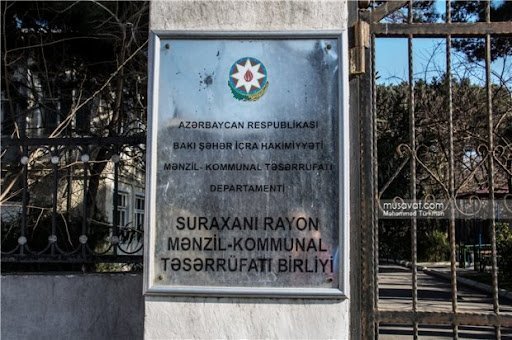 AZƏRBAYCAN RESPUBLİKASI
BAKI ŞƏHƏR İCRA HAKİMİYYƏTİ
MƏNZİL- KOMMUNAL TƏSƏRRÜFATI
DEPARTAMENTİ
SURAXANI RAYON
MƏNZİL-KOMMUNAL
TƏSƏRRÜFATI BİRLİYİ
musavat.com
Mahammed Türkman